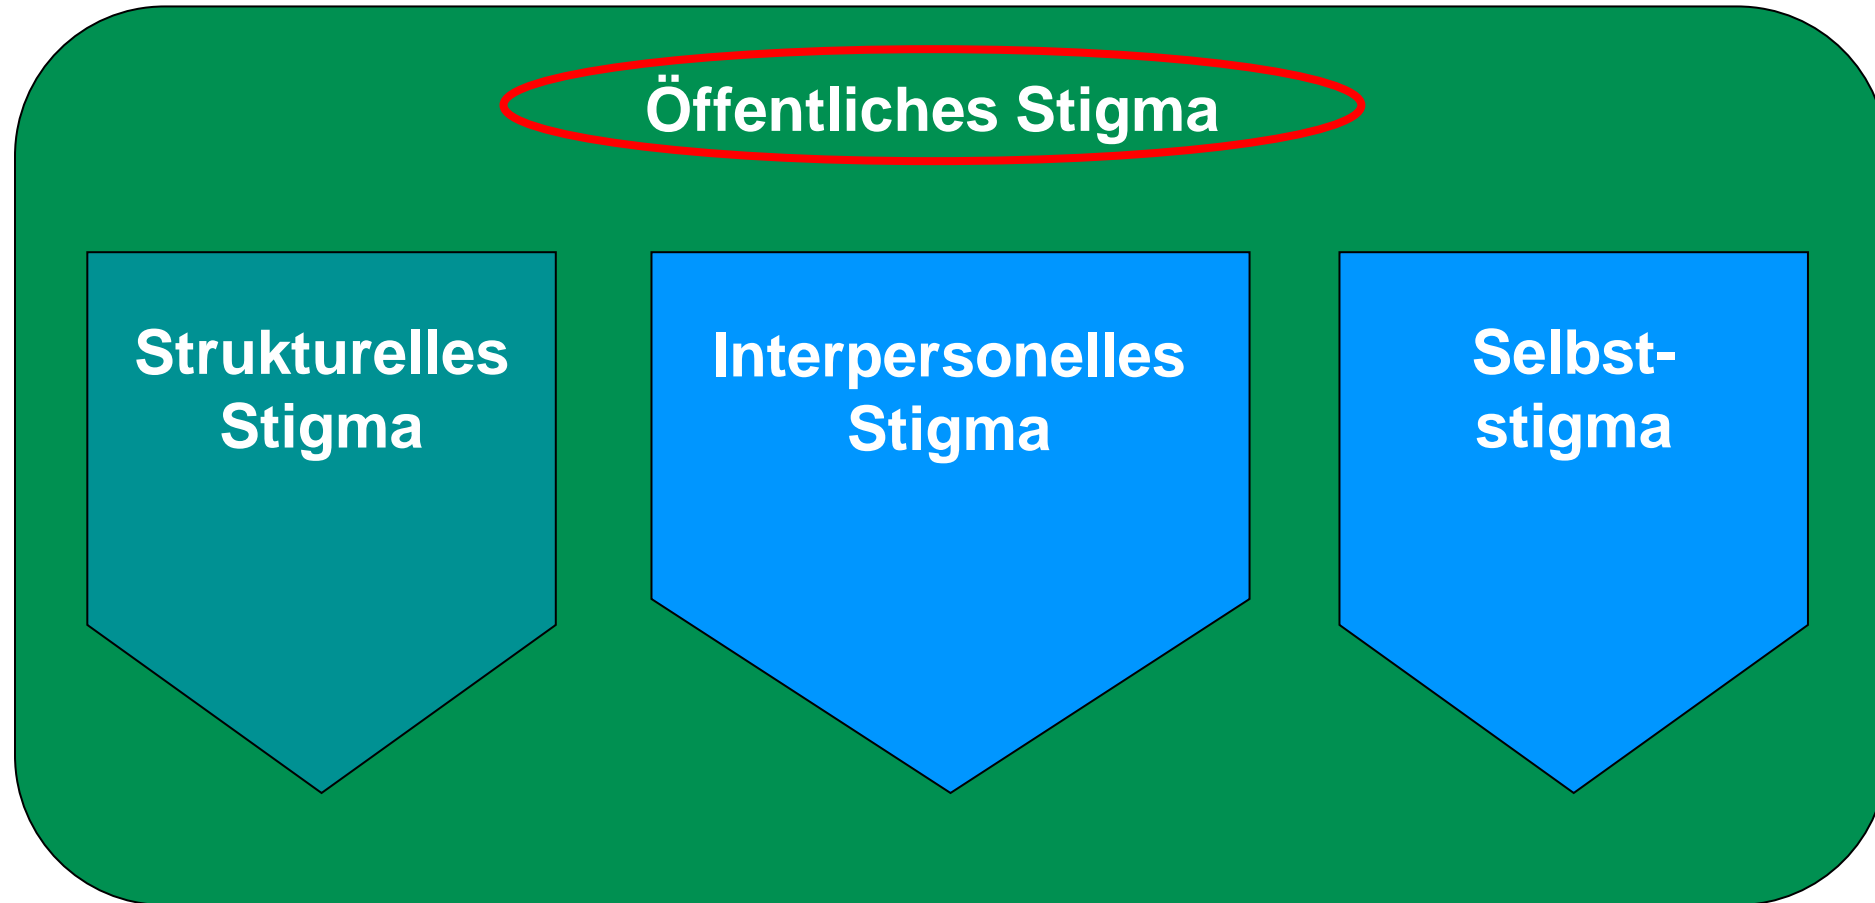 Öffentliches Stigma
Strukturelles
Stigma
Interpersonelles
Stigma
Selbst-
stigma